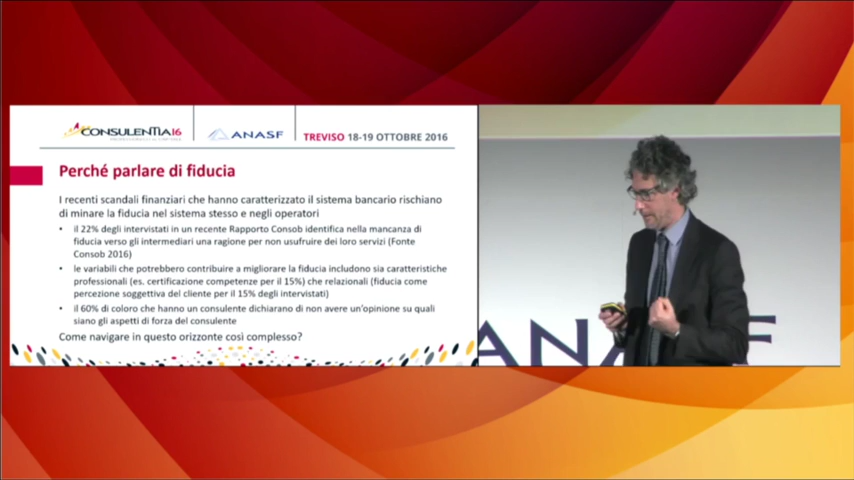 CONSULENTIA16
ANASF
TREVISO 18-19 OTTOBRE 2016
Perché parlare di fiducia
I recenti scandali finanziari che hanno caratterizzato il sistema bancario rischiano
di minare la fiducia nel sistema stesso e negli operatori
• il 22% degli intervistati in un recente Rapporto Consob identifica nella mancanza di
fiducia verso gli intermediari una ragione per non usufruire dei loro servizi (Fonte
Consob 2016)
• le variabili che potrebbero contribuire a migliorare la fiducia includono sia caratteristiche
professionali (es. certificazione competenze per il 15%) che relazionali (fiducia come
percezione soggettiva del cliente per il 15% degli intervistati)
• il 60% di coloro che hanno un consulente dichiarano di non avere un'opinione su quali
siano gli aspetti di forza del consulente
Come navigare in questo orizzonte così complesso?
ANASF